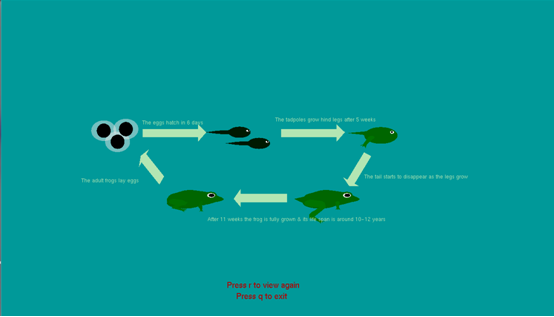 The eggs hatch in 6 days
The tadpoles grow hind legs after 5 weeks
The tail starts to disappear as the legs grow
The adult frogs lay eggs
After 11 weeks the frog is fully grown & its life span is around 10-12 years
Press r to view again
Press q to exit